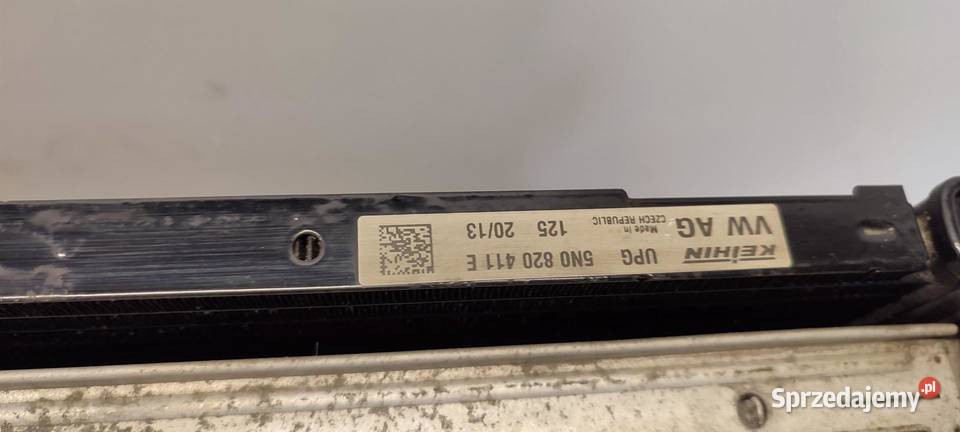 KEIHIN UPG 5N0 820 411 E
VW AG Made in CZECH REPUBLIC 125 20/13
Sprzedajemy.pl